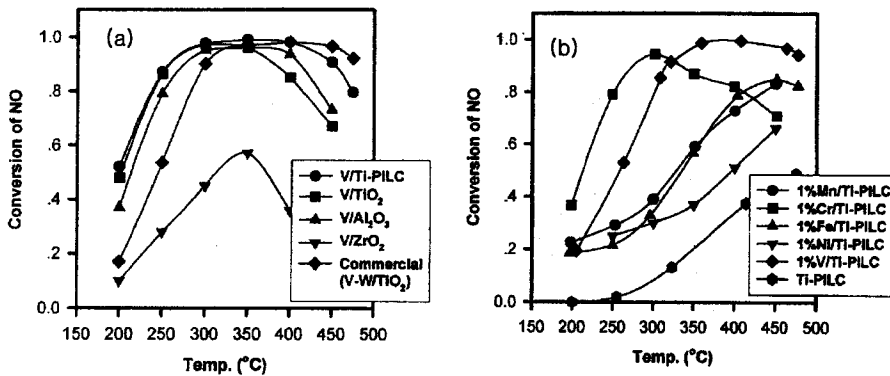 (a)
Conversion of NO
1.0
.8
.6
.4
.2
0.0
150 200 250 300 350 400 450 500
Temp. (°C)
V/Ti-PILC
V/TiO₂
V/Al₂O₃
V/ZrO₂
Commercial
(V-W/TiO₂)
(b)
Conversion of NO
1.0
.8
.6
.4
.2
0.0
150 200 250 300 350 400 450 500
Temp. (°C)
1%Mn/Ti-PILC
1%Cr/Ti-PILC
1%Fe/Ti-PILC
1%Ni/Ti-PILC
1%V/Ti-PILC
Ti-PILC